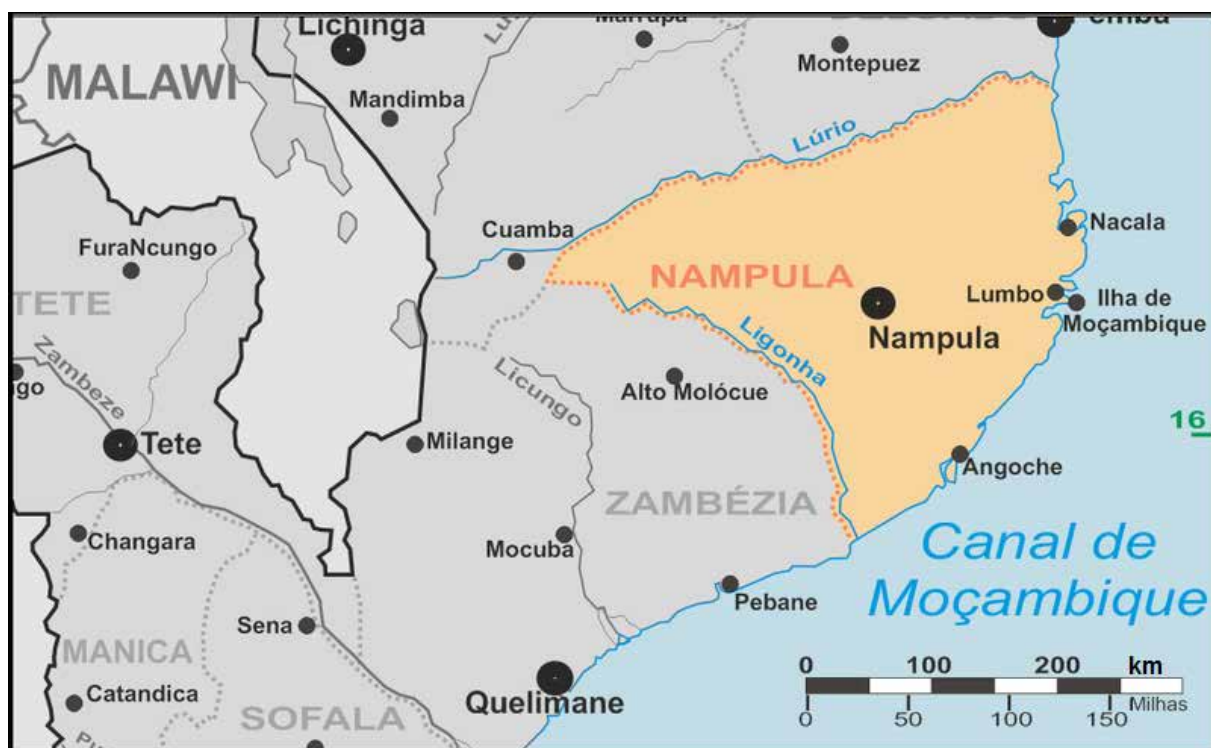 Lichinga
Marrupa
Montepuez
MALAWI
Mandimba
Lúrio
Cuamba
Nacala
FuraNcungo
NAMPULA
Lumbo
Ilha de
Moçambique
TETE
Nampula
Zambeze
Ligonha
Licungo
Alto Molócue
16
Tete
Milange
Angoche
ZAMBÉZIA
Changara
Mocuba
Canal de
Moçambique
Pebane
Sena
MANICA
0 100 200 km
Catandica
Quelimane
SOFALA
Milhas
0 50 100 150